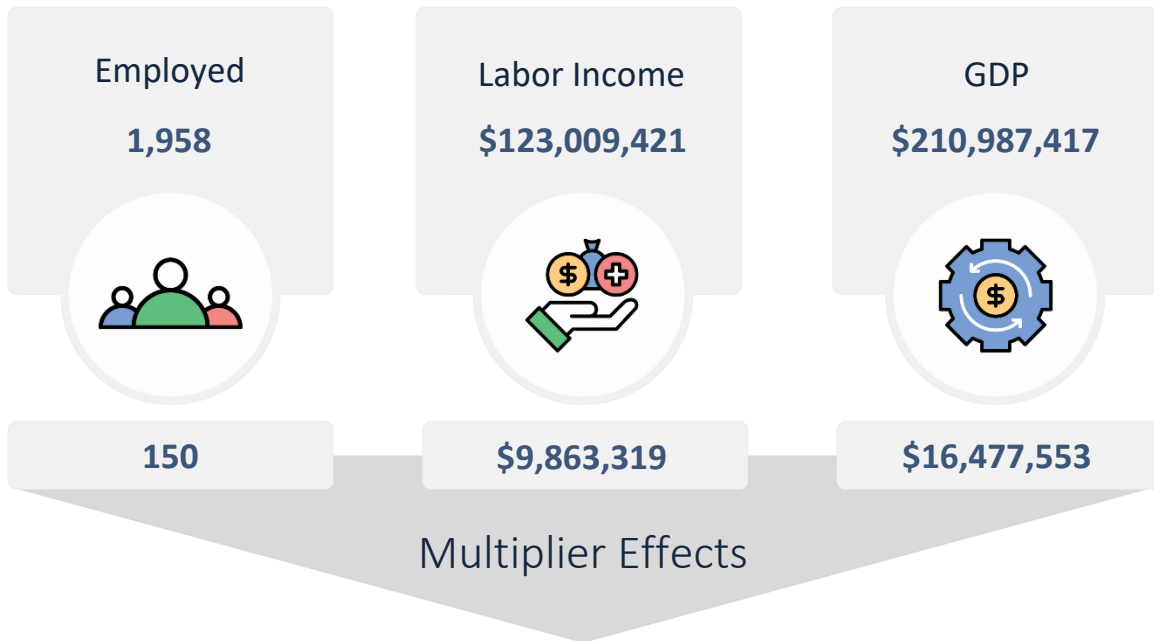 Employed
1,958
Labor Income
$123,009,421
GDP
$210,987,417
$
$
150
$9,863,319
$16,477,553
Multiplier Effects